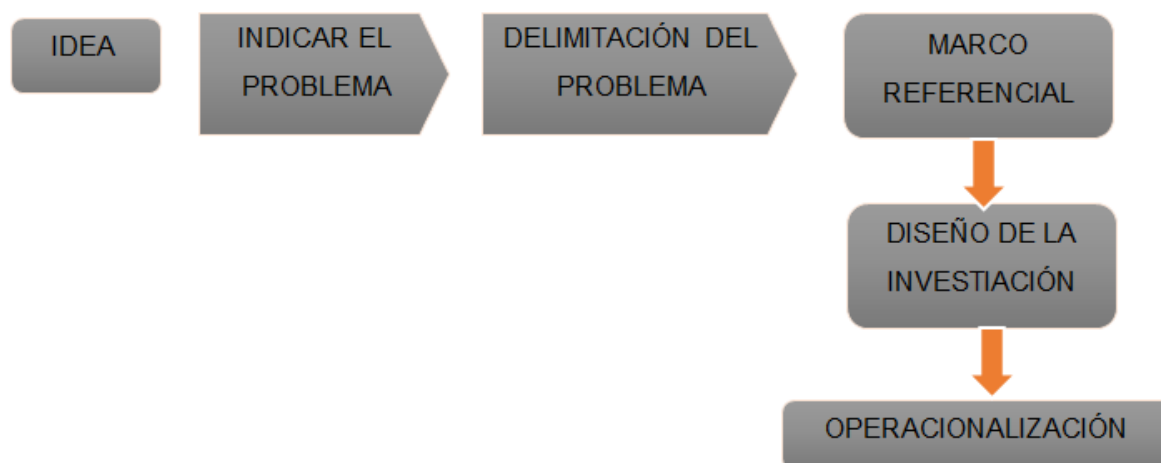 IDEA
INDICAR EL
PROBLEMA
DELIMITACIÓN DEL
PROBLEMA
MARCO
REFERENCIAL
DISEÑO DE LA
INVESTIACIÓN
OPERACIONALIZACIÓN